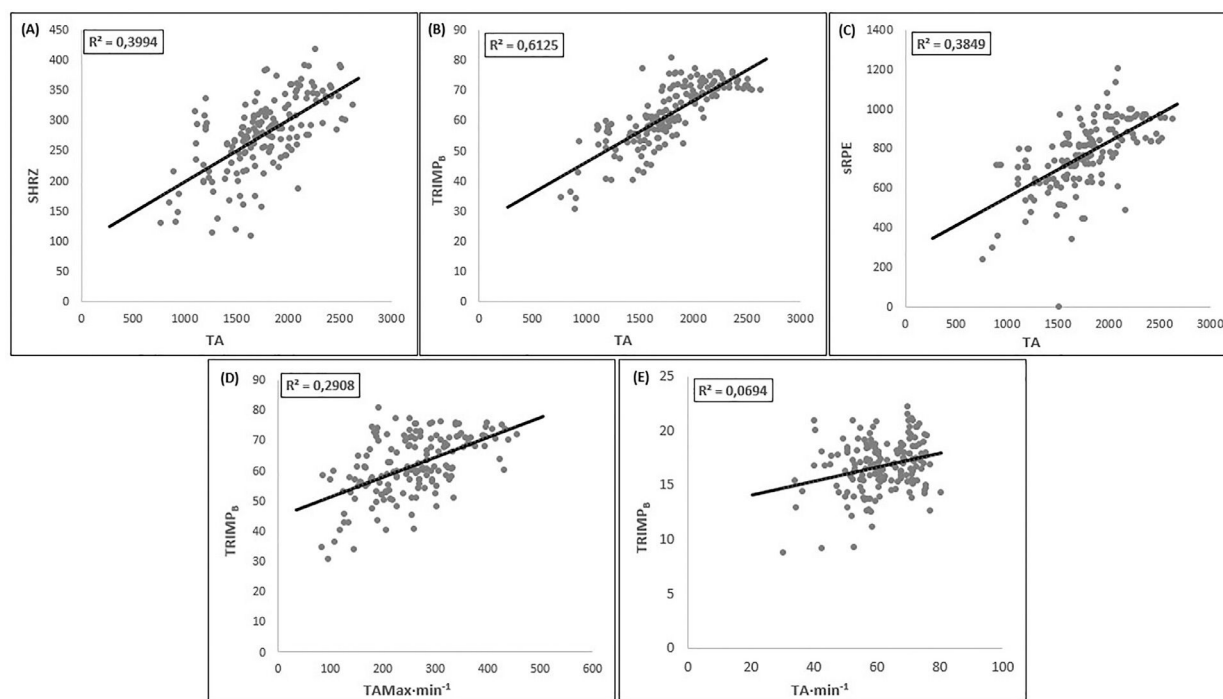 (A)
R² = 0,3994
450
400
350
300
250
200
150
100
50
0
SHRZ
0 500 1000 1500 2000 2500 3000
TA
(B)
R² = 0,6125
90
80
70
60
50
40
30
20
10
0
TRIMP_B
0 500 1000 1500 2000 2500 3000
TA
(C)
R² = 0,3849
1400
1200
1000
800
600
400
200
0
sRPE
0 500 1000 1500 2000 2500 3000
TA
(D)
R² = 0,2908
90
80
70
60
50
40
30
20
10
0
TRIMP_B
0 100 200 300 400 500 600
TAMax·min⁻¹
(E)
R² = 0,0694
25
20
15
10
5
0
TRIMP_B
0 20 40 60 80 100
TA·min⁻¹